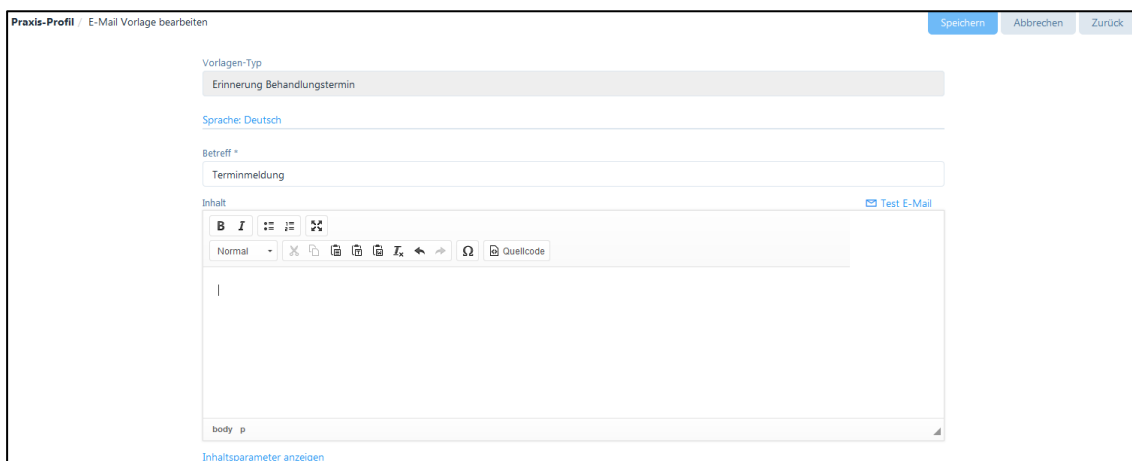 Praxis-Profil / E-Mail Vorlage bearbeiten
Speichern Abbrechen Zurück
Vorlagen-Typ
Erinnerung Behandlungstermin
Sprache: Deutsch
Betreff *
Terminmeldung
Inhalt
Test E-Mail
B I
Normal Ω Quellcode
body p
Inhaltsparameter anzeigen